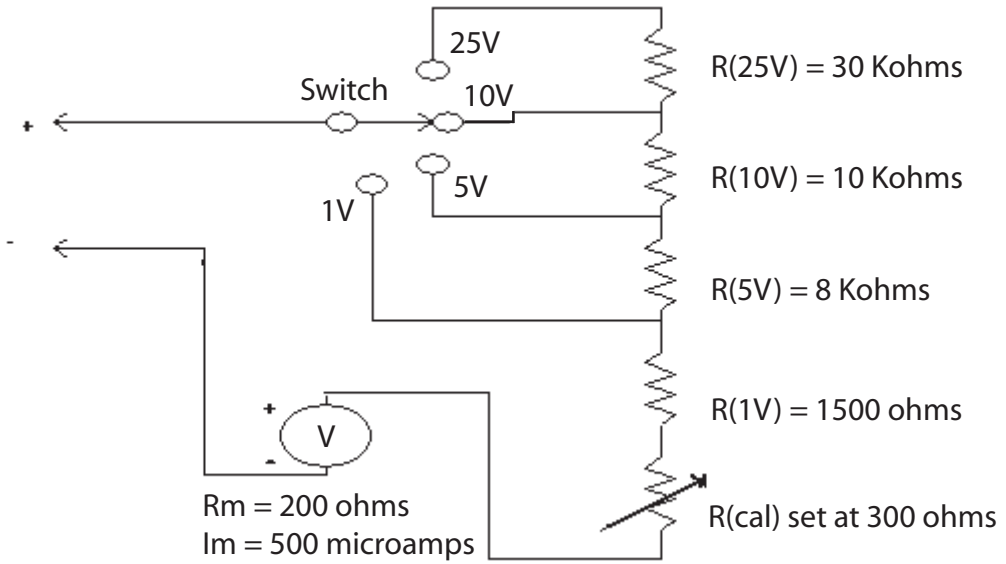 25V
R(25V) = 30 Kohms
Switch
10V
+
R(10V) = 10 Kohms
5V
1V
-
R(5V) = 8 Kohms
+
V
-
R(1V) = 1500 ohms
Rm = 200 ohms
Im = 500 microamps
R(cal) set at 300 ohms